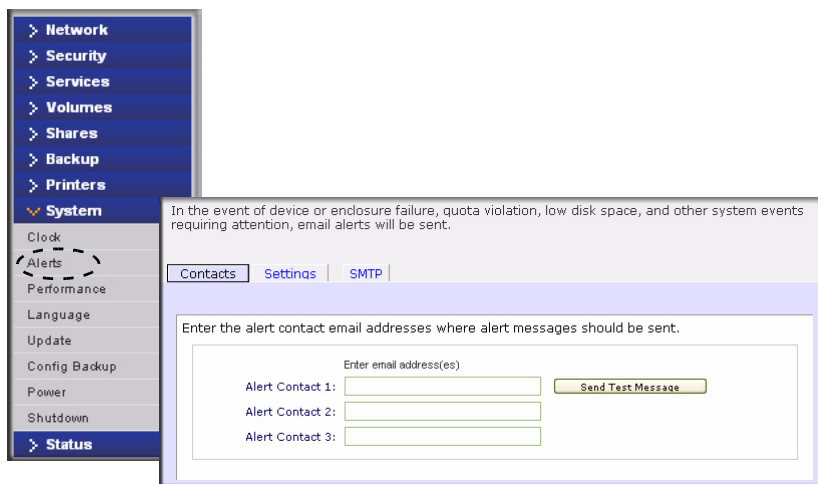 Network
Security
Services
Volumes
Shares
Backup
Printers
System
Clock
Alerts
Performance
Language
Update
Config Backup
Power
Shutdown
Status
In the event of device or enclosure failure, quota violation, low disk space, and other system events
requiring attention, email alerts will be sent.
Contacts Settings SMTP
Enter the alert contact email addresses where alert messages should be sent.
Enter email address(es)
Alert Contact 1: Send Test Message
Alert Contact 2:
Alert Contact 3: